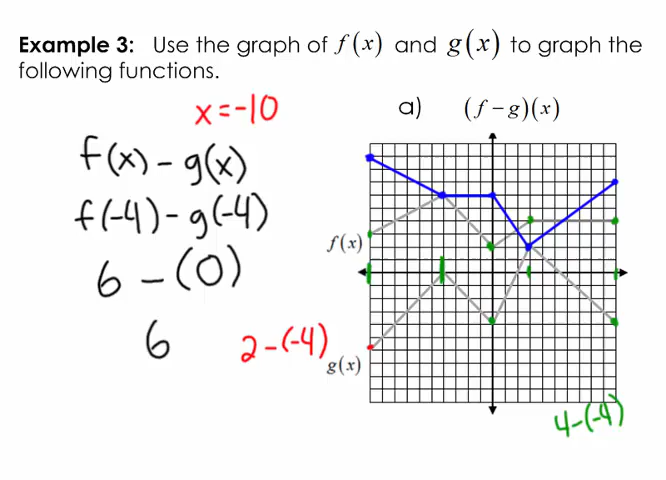 Example 3: Use the graph of f(x) and g(x) to graph the
following functions.
x=-10
a) (f-g)(x)
f(x) - g(x)
f(-4) - g(-4)
f(x)
6 - (0)
6
2-(-4)
g(x)
4-(-4)